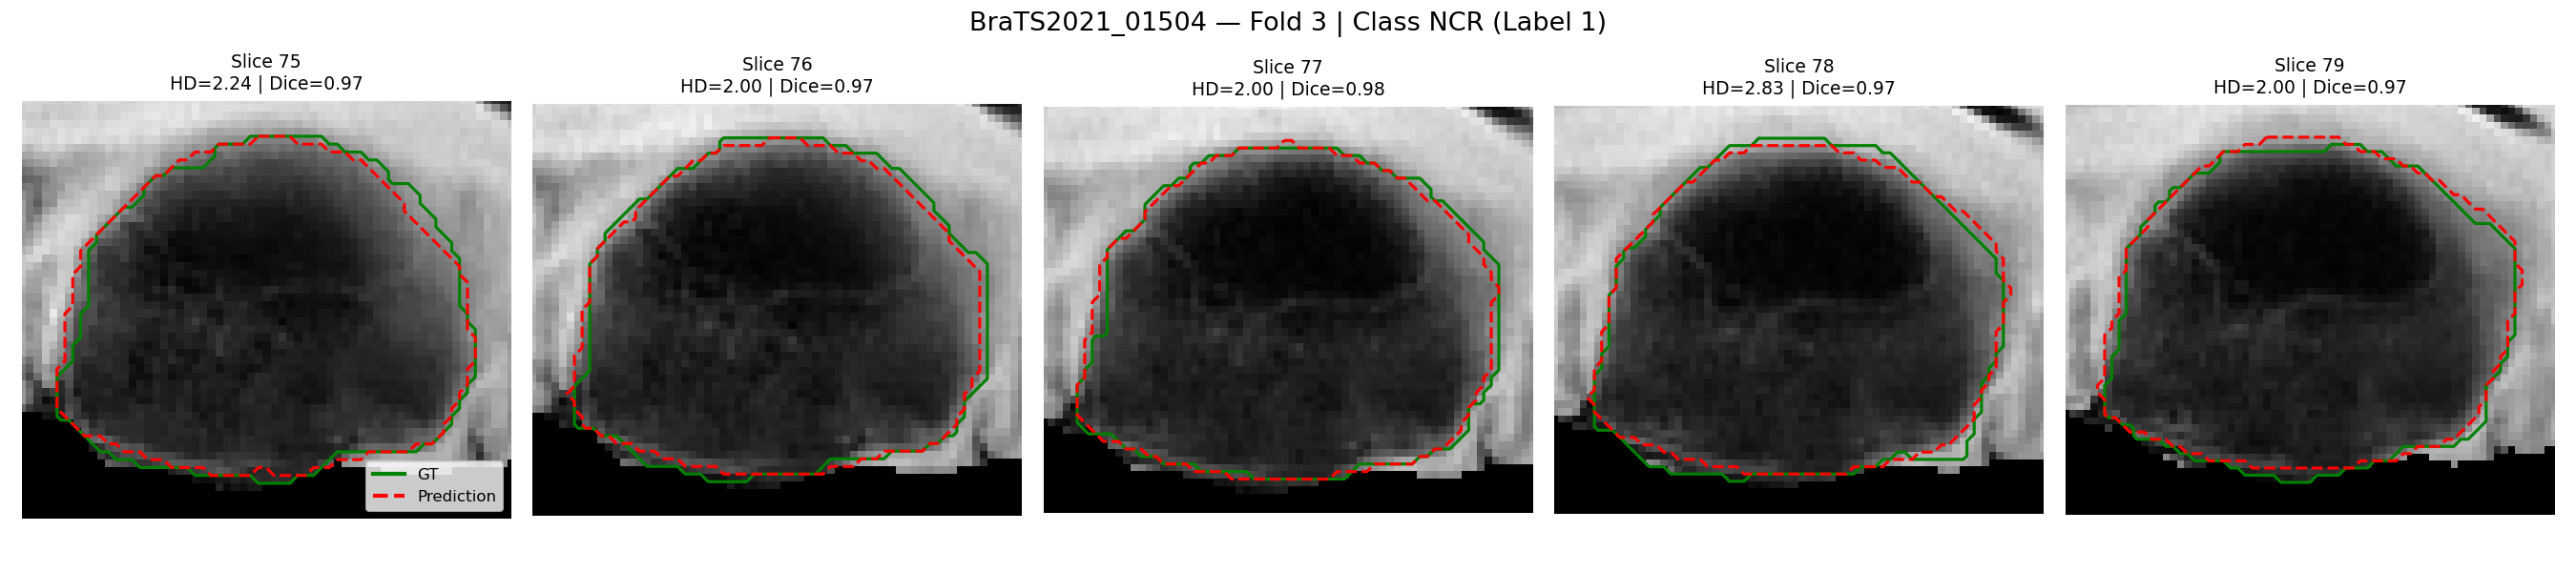 BraTS2021_01504 — Fold 3 | Class NCR (Label 1)
Slice 75
HD=2.24 | Dice=0.97
Slice 76
HD=2.00 | Dice=0.97
Slice 77
HD=2.00 | Dice=0.98
Slice 78
HD=2.83 | Dice=0.97
Slice 79
HD=2.00 | Dice=0.97
GT
Prediction